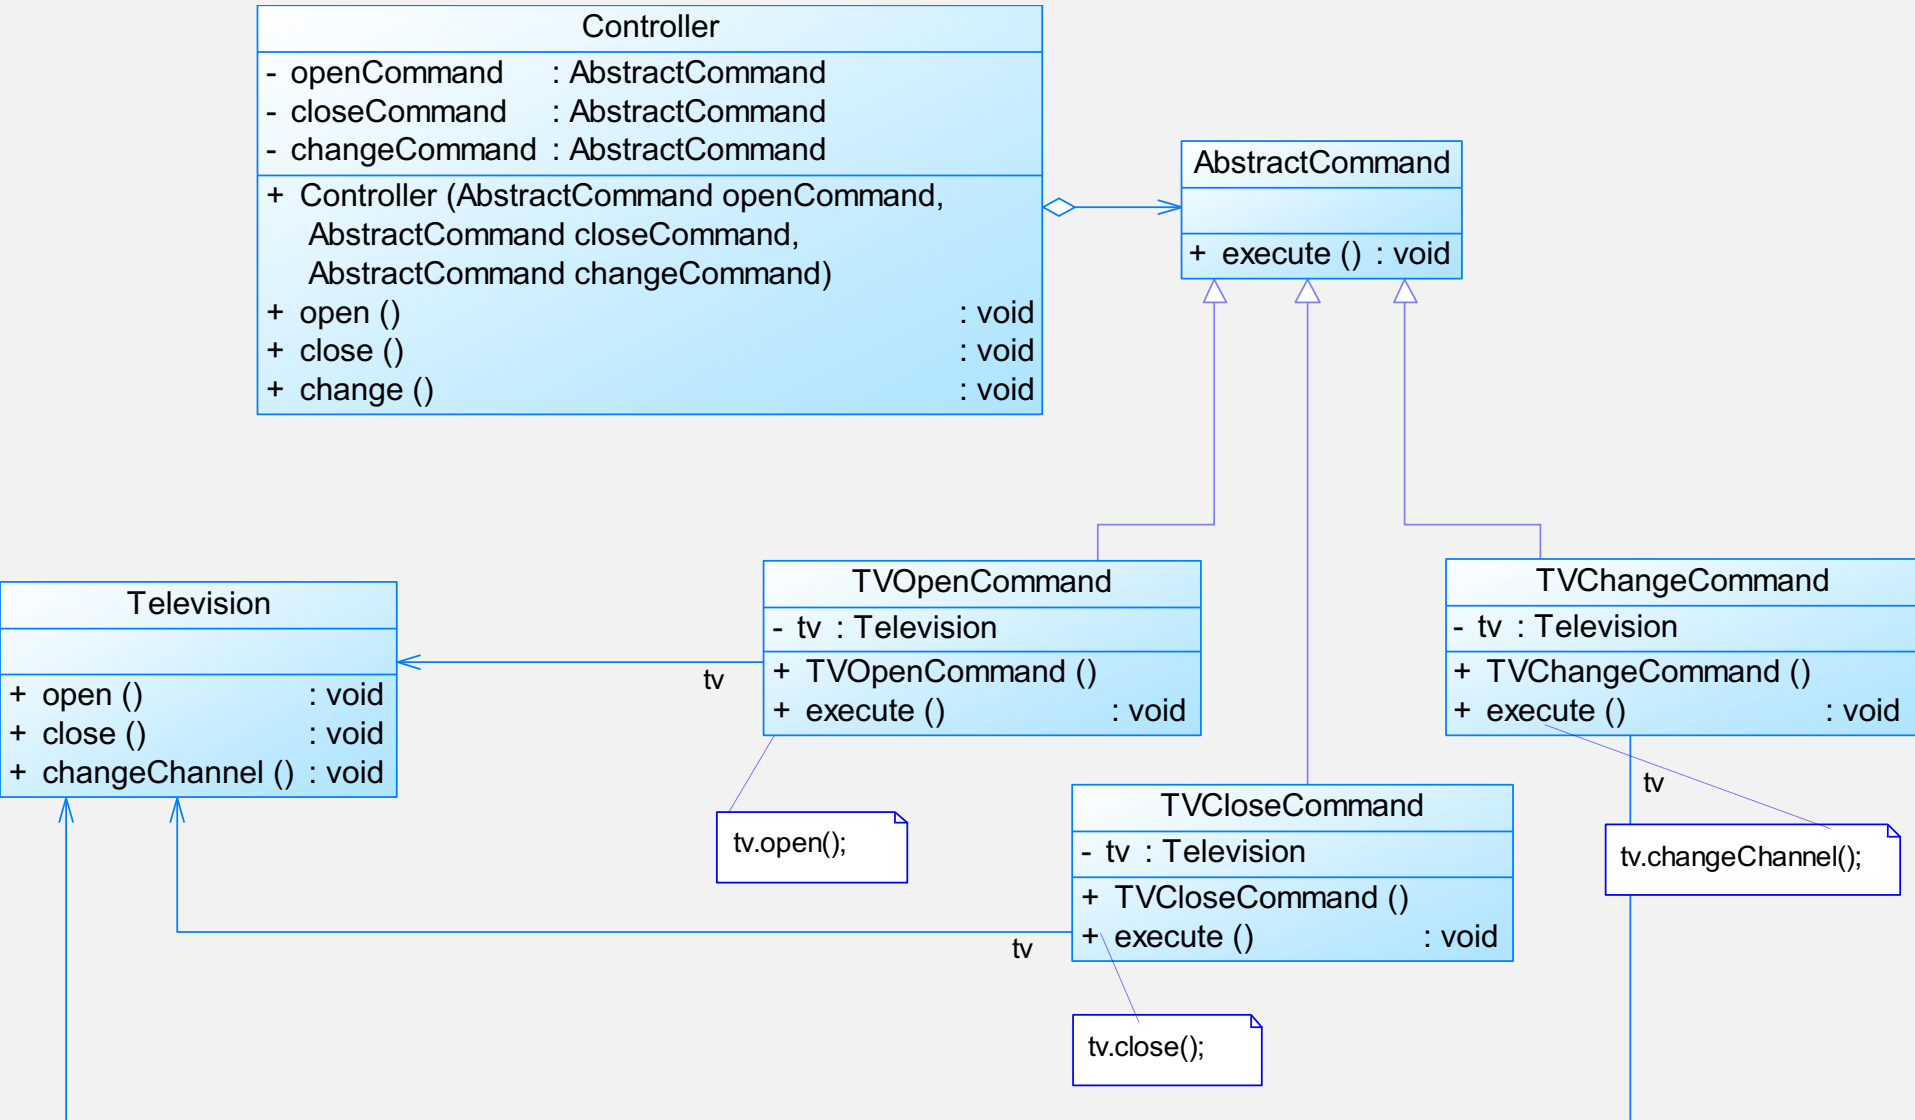 Controller
- openCommand : AbstractCommand
- closeCommand : AbstractCommand
- changeCommand : AbstractCommand
+ Controller (AbstractCommand openCommand,
AbstractCommand closeCommand,
AbstractCommand changeCommand)
+ open () : void
+ close () : void
+ change () : void
AbstractCommand
+ execute () : void
Television
+ open () : void
+ close () : void
+ changeChannel () : void
tv
TVOpenCommand
- tv : Television
+ TVOpenCommand ()
+ execute () : void
tv.open();
TVChangeCommand
- tv : Television
+ TVChangeCommand ()
+ execute () : void
tv
tv.changeChannel();
TVCloseCommand
- tv : Television
+ TVCloseCommand ()
+ execute () : void
tv
tv.close();